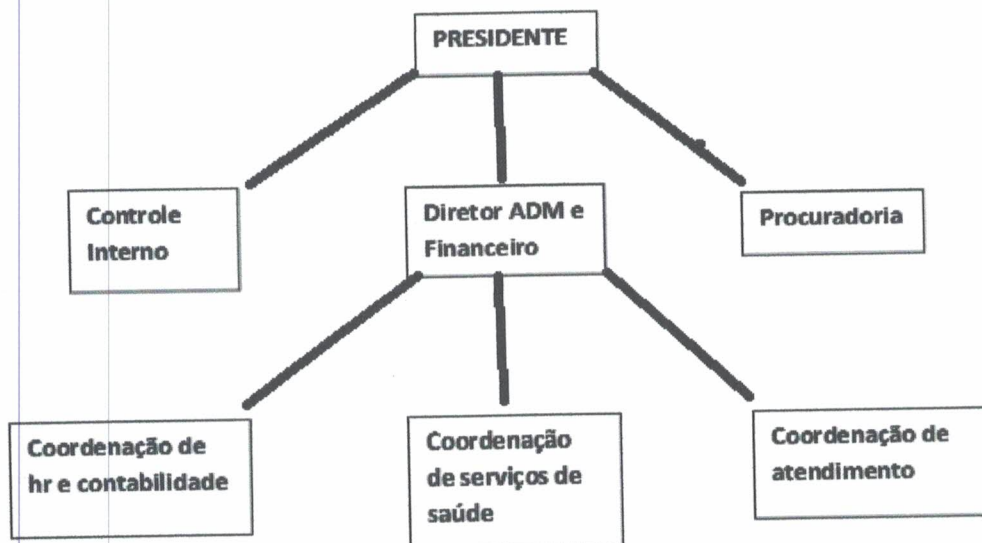 PRESIDENTE
Controle
Interno
Diretor ADM e
Financeiro
Procuradoria
Coordenação de
hr e contabilidade
Coordenação
de serviços de
saúde
Coordenação de
atendimento